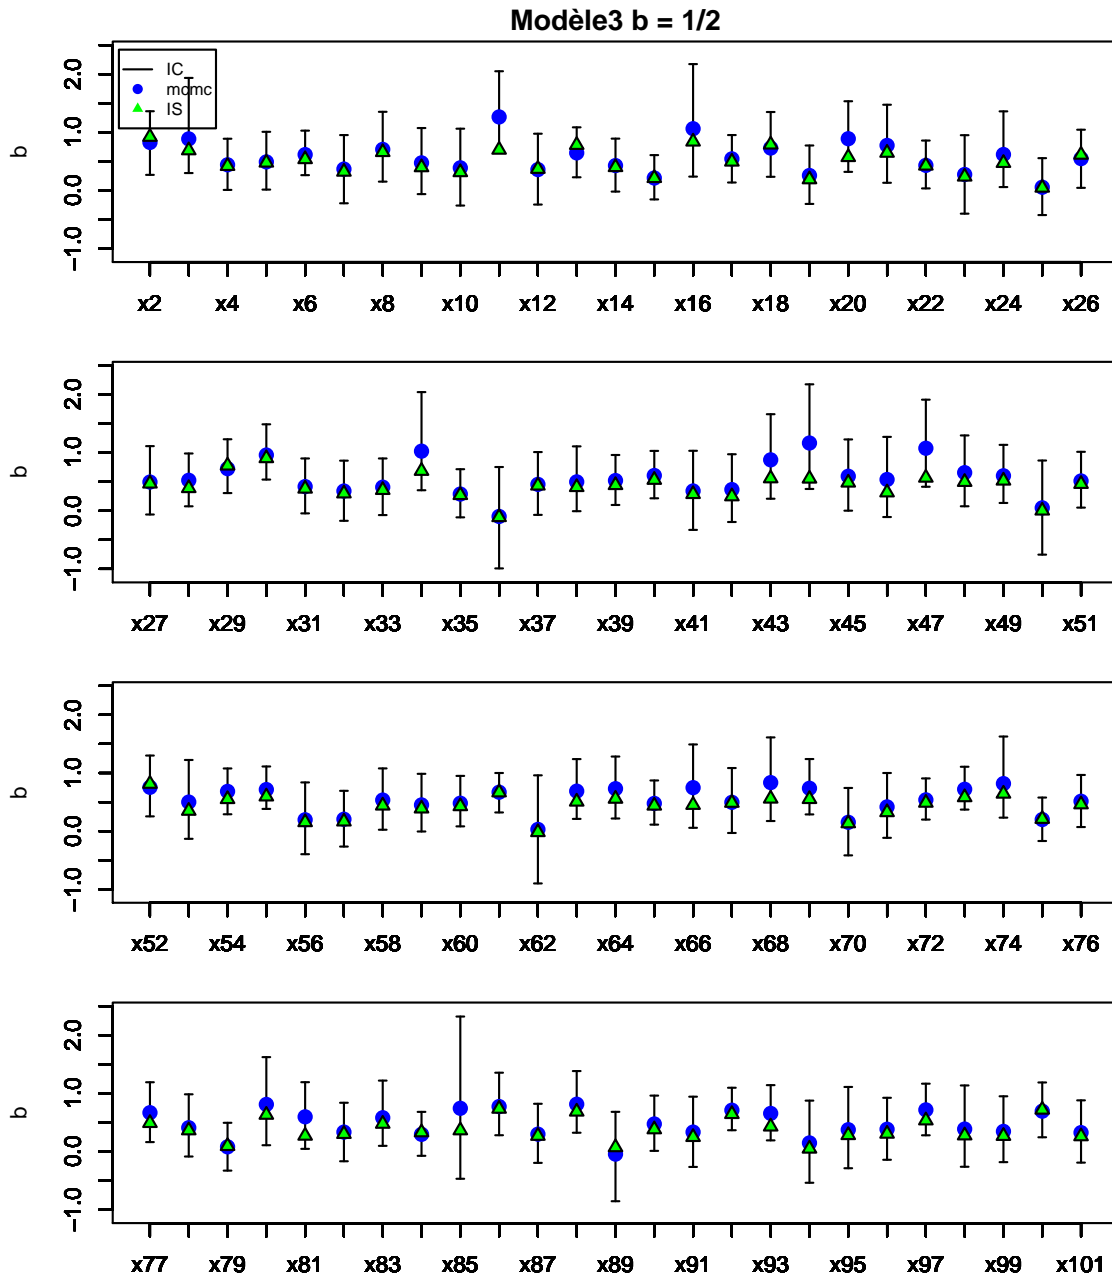 Modèle3 b = 1/2
IC
momc
IS
b
2.0
1.0
0.0
−1.0
x2 x4 x6 x8 x10 x12 x14 x16 x18 x20 x22 x24 x26
b
2.0
1.0
0.0
−1.0
x27 x29 x31 x33 x35 x37 x39 x41 x43 x45 x47 x49 x51
b
2.0
1.0
0.0
−1.0
x52 x54 x56 x58 x60 x62 x64 x66 x68 x70 x72 x74 x76
b
2.0
1.0
0.0
−1.0
x77 x79 x81 x83 x85 x87 x89 x91 x93 x95 x97 x99 x101